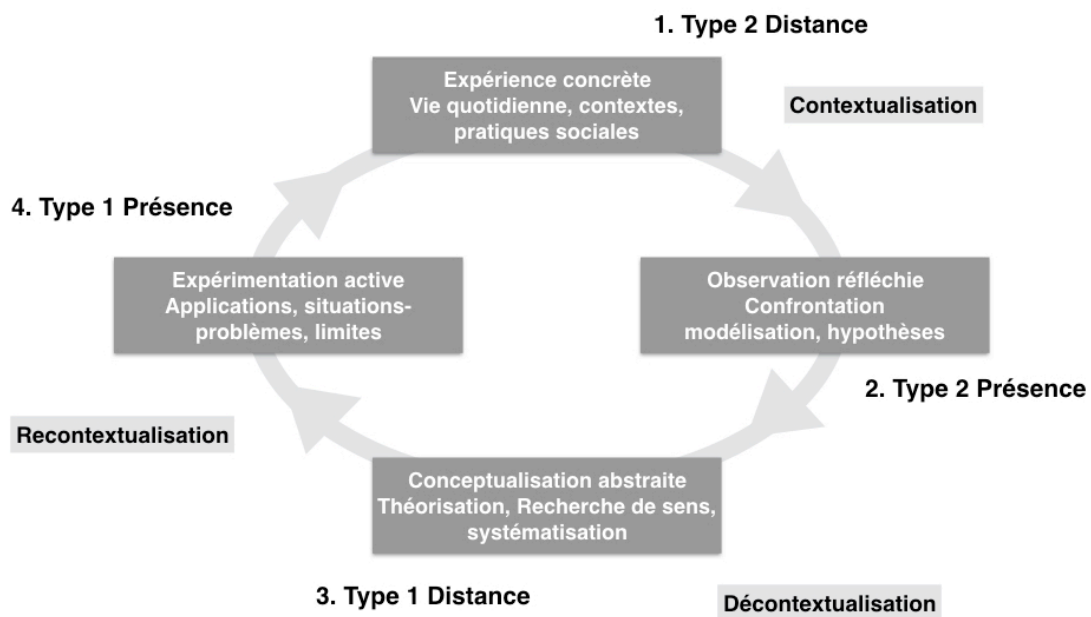 1. Type 2 Distance
Expérience concrète
Vie quotidienne, contextes,
pratiques sociales
Contextualisation
4. Type 1 Présence
Expérimentation active
Applications, situations-
problèmes, limites
Observation réfléchie
Confrontation
modélisation, hypothèses
2. Type 2 Présence
Recontextualisation
Conceptualisation abstraite
Théorisation, Recherche de sens,
systématisation
3. Type 1 Distance
Décontextualisation